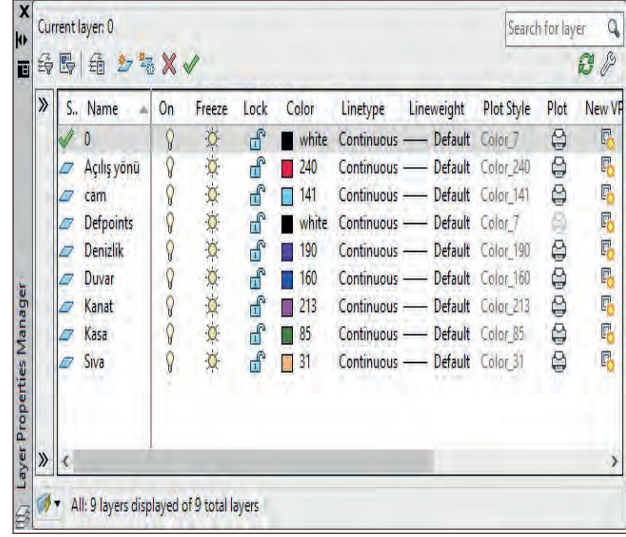 Current layer: 0
Search for layer
S.. Name On Freeze Lock Color Linetype Lineweight Plot Style Plot New VP
0 white Continuous Default Color_7
Açılış yönü 240 Continuous Default Color_240
cam 141 Continuous Default Color_141
Defpoints white Continuous Default Color_7
Denizlik 190 Continuous Default Color_190
Duvar 160 Continuous Default Color_160
Kanat 213 Continuous Default Color_213
Kasa 85 Continuous Default Color_85
Sıva 31 Continuous Default Color_31
All: 9 layers displayed of 9 total layers
Layer Properties Manager